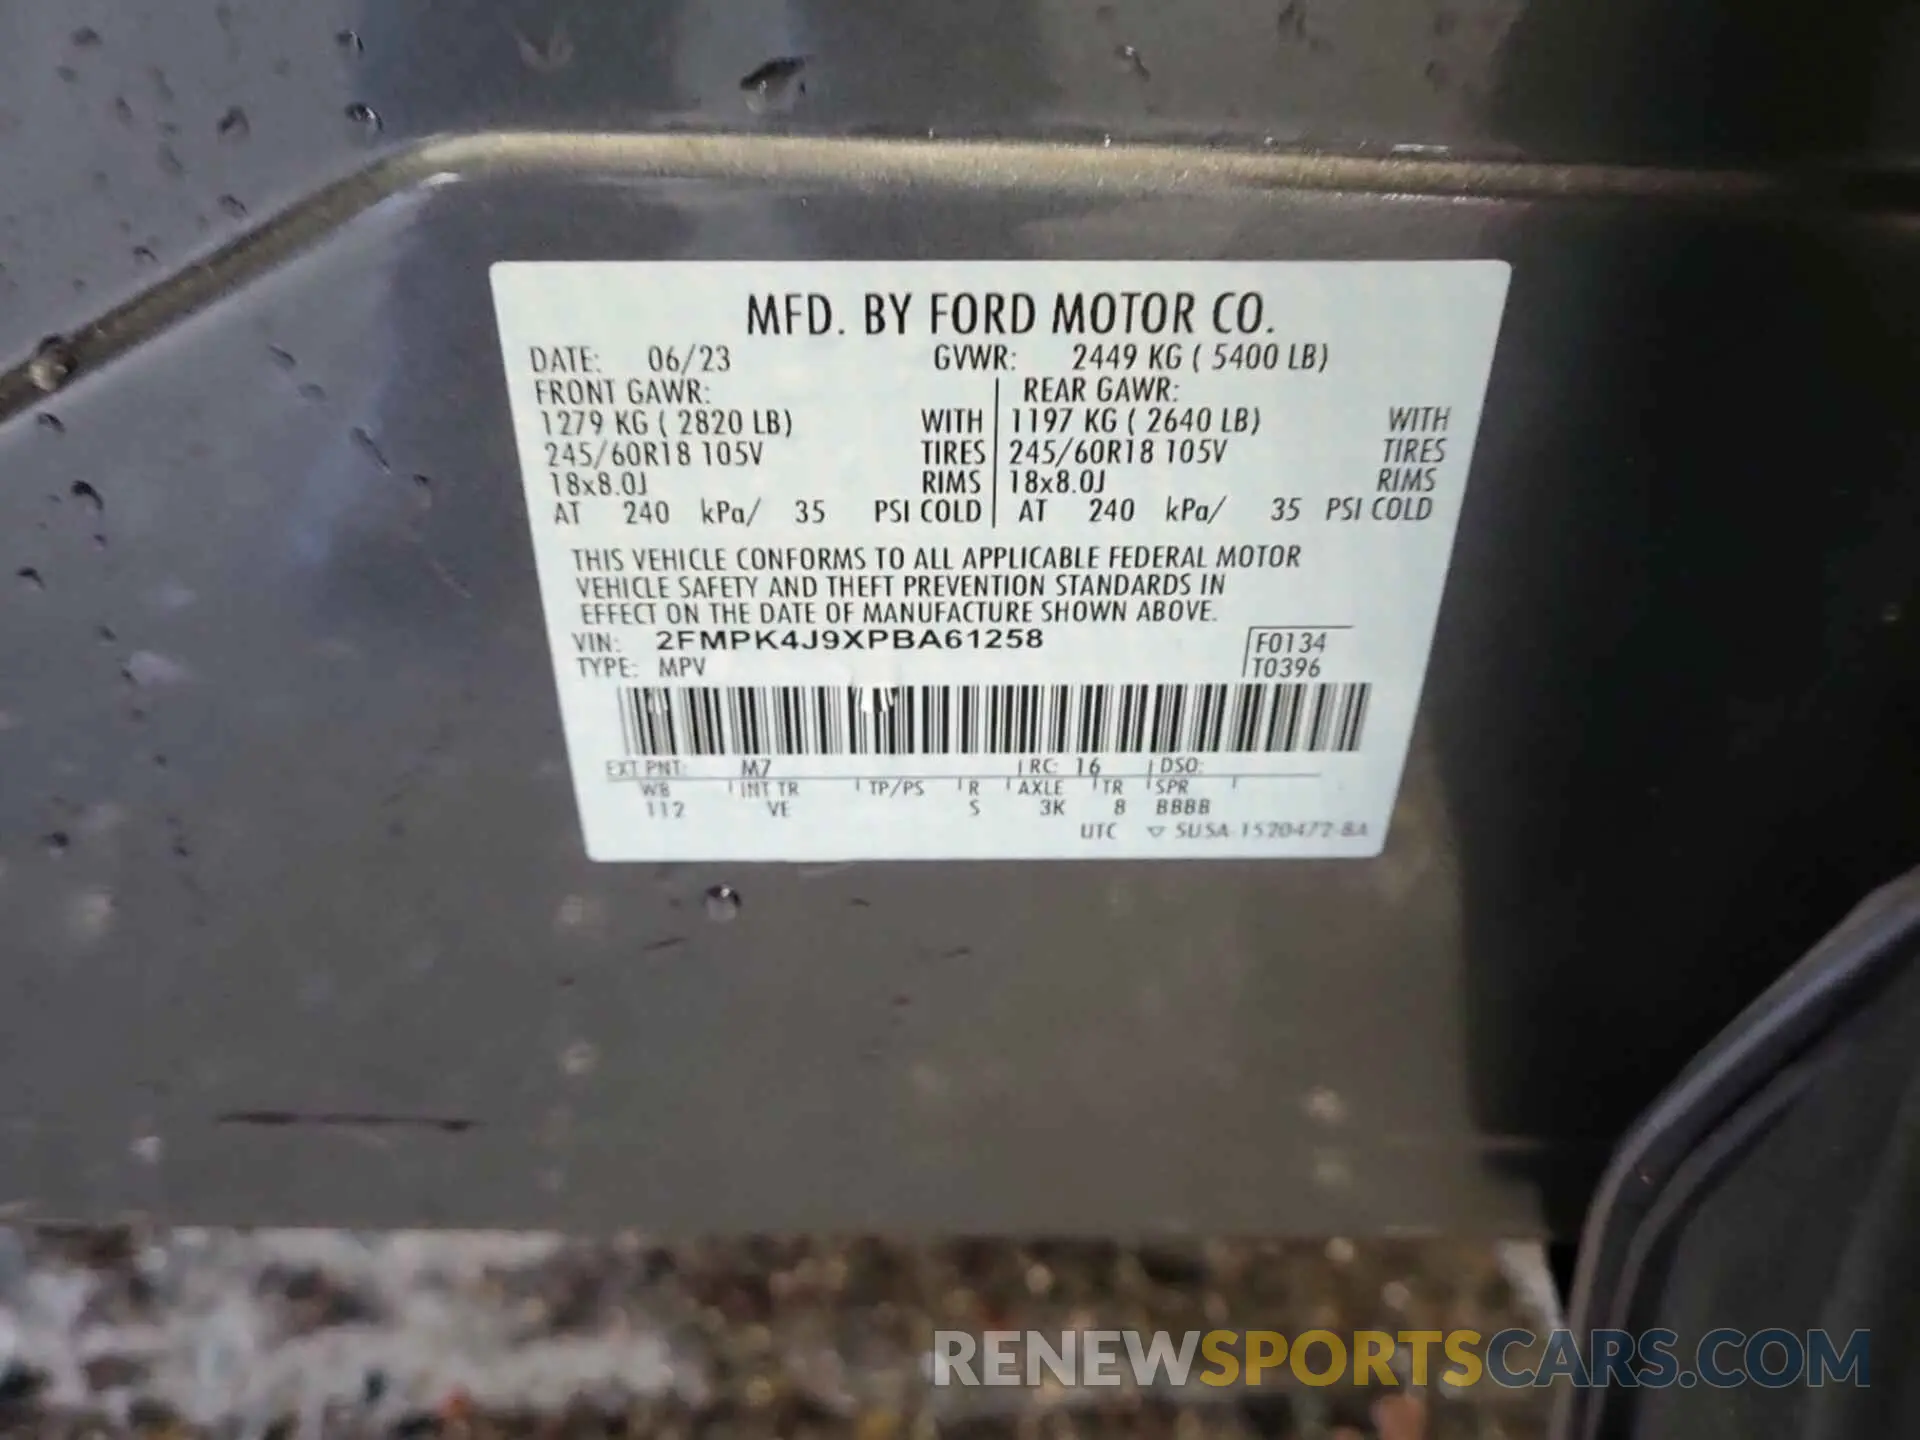 MFD. BY FORD MOTOR CO.
DATE: 06/23 GVWR: 2449 KG ( 5400 LB)
FRONT GAWR: REAR GAWR:
1279 KG ( 2820 LB) WITH 1197 KG ( 2640 LB) WITH
245/60R18 105V TIRES 245/60R18 105V TIRES
18x8.0J RIMS 18x8.0J RIMS
AT 240 kPa/ 35 PSI COLD AT 240 kPa/ 35 PSI COLD
THIS VEHICLE CONFORMS TO ALL APPLICABLE FEDERAL MOTOR
VEHICLE SAFETY AND THEFT PREVENTION STANDARDS IN
EFFECT ON THE DATE OF MANUFACTURE SHOWN ABOVE.
VIN: 2FMPK4J9XPBA61258 F0134
TYPE: MPV T0396
EXT PNT: M7 RC: 16 DSO:
WB INT TR TP/PS R AXLE TR SPR
112 VE S 3K 8 BBBB
UTC ▽ SUSA-1520472-BA
RENEWSPORTSCARS.COM